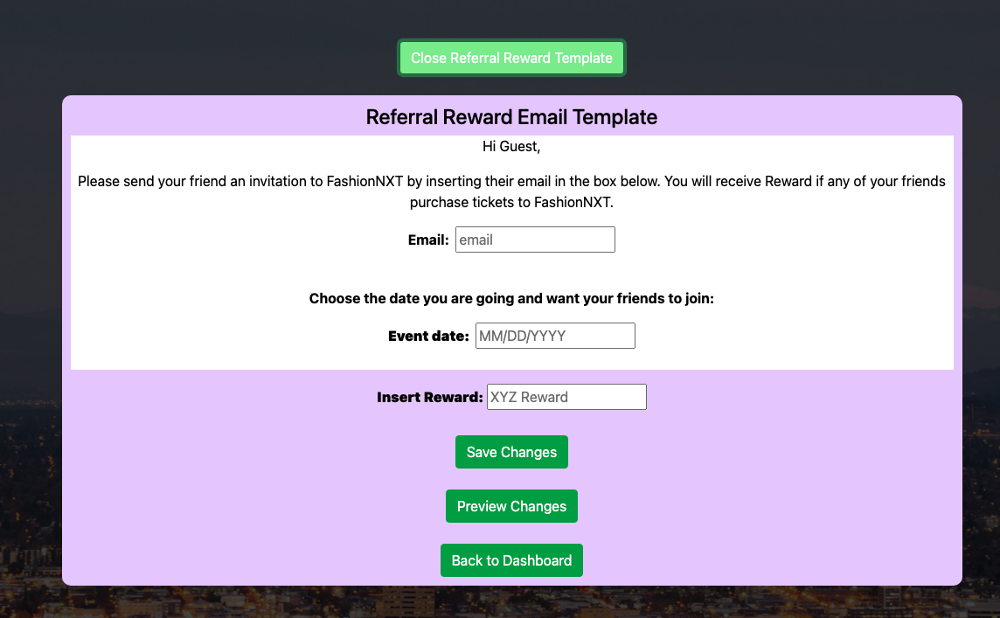 Close Referral Reward Template
Referral Reward Email Template
Hi Guest,
Please send your friend an invitation to FashionNXT by inserting their email in the box below. You will receive Reward if any of your friends
purchase tickets to FashionNXT.
Email: email
Choose the date you are going and want your friends to join:
Event date: MM/DD/YYYY
Insert Reward: XYZ Reward
Save Changes
Preview Changes
Back to Dashboard